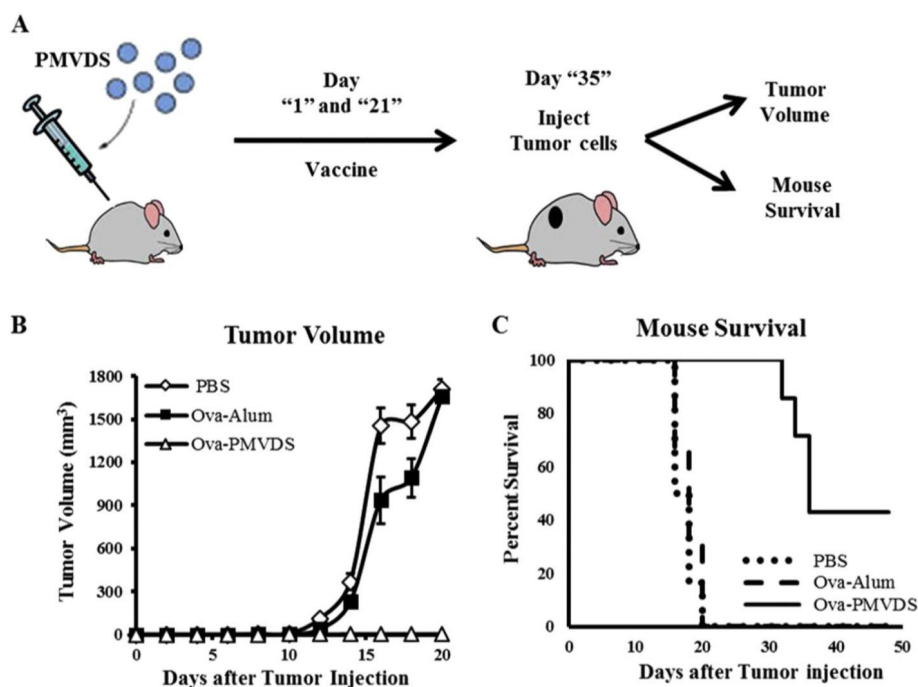 A
PMVDS
Day
“1” and “21”
Vaccine
Day “35”
Inject
Tumor cells
Tumor
Volume
Mouse
Survival
B
Tumor Volume
Tumor Volume (mm³)
1800
1500
1200
900
600
300
0
PBS
Ova-Alum
Ova-PMVDS
0 5 10 15 20
Days after Tumor Injection
C
Mouse Survival
Percent Survival
100
80
60
40
20
0
PBS
Ova-Alum
Ova-PMVDS
0 10 20 30 40 50
Days after Tumor injection